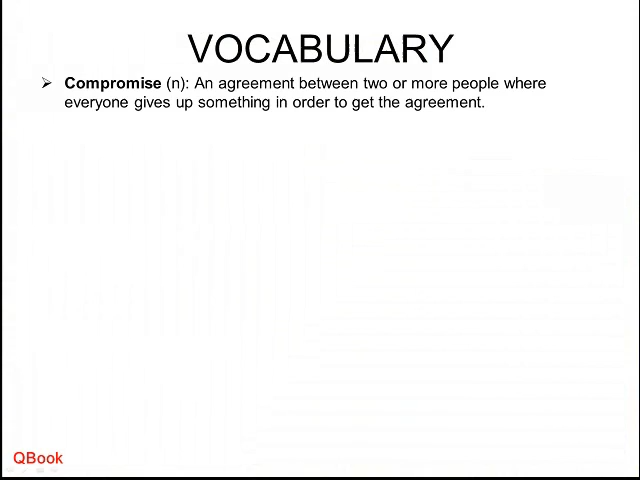 VOCABULARY
➢ Compromise (n): An agreement between two or more people where
everyone gives up something in order to get the agreement.
QBook